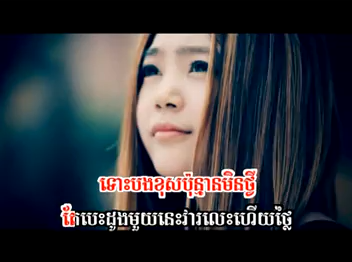 ទោះបងខុសប៉ុន្មានមិនថ្វី
តែបេះដូងមួយនេះវារលេះហើយថ្លៃ